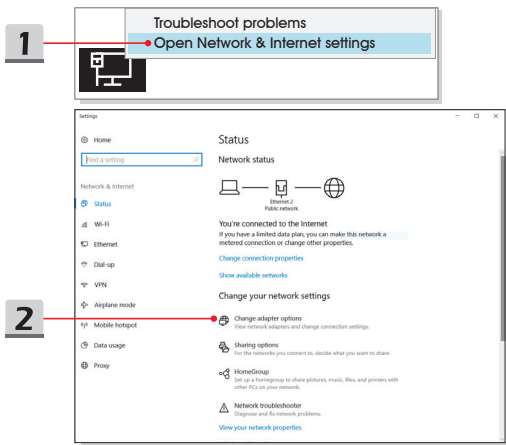 1
Troubleshoot problems
Open Network & Internet settings
Settings
Home
Find a setting
Network & Internet
Status
Wi-Fi
Ethernet
Dial-up
VPN
Airplane mode
Mobile hotspot
Data usage
Proxy
Status
Network status
Ethernet 2
Public network
You're connected to the Internet
If you have a limited data plan, you can make this network a
metered connection or change other properties.
Change connection properties
Show available networks
Change your network settings
2
Change adapter options
View network adapters and change connection settings.
Sharing options
For the networks you connect to, decide what you want to share.
HomeGroup
Set up a homegroup to share pictures, music, files, and printers with
other PCs on your network.
Network troubleshooter
Diagnose and fix network problems.
View your network properties